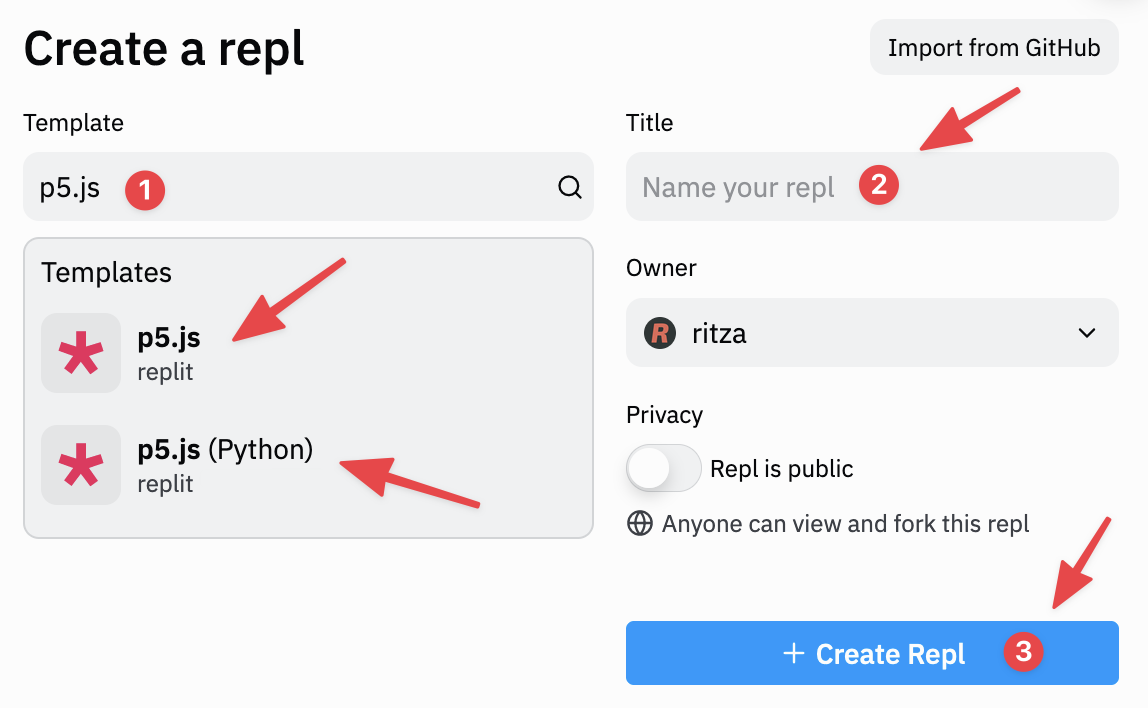 Create a repl
Import from GitHub
Template
p5.js 1
Templates
p5.js
replit
p5.js (Python)
replit
Title
Name your repl 2
Owner
R ritza
Privacy
Repl is public
Anyone can view and fork this repl
+ Create Repl 3